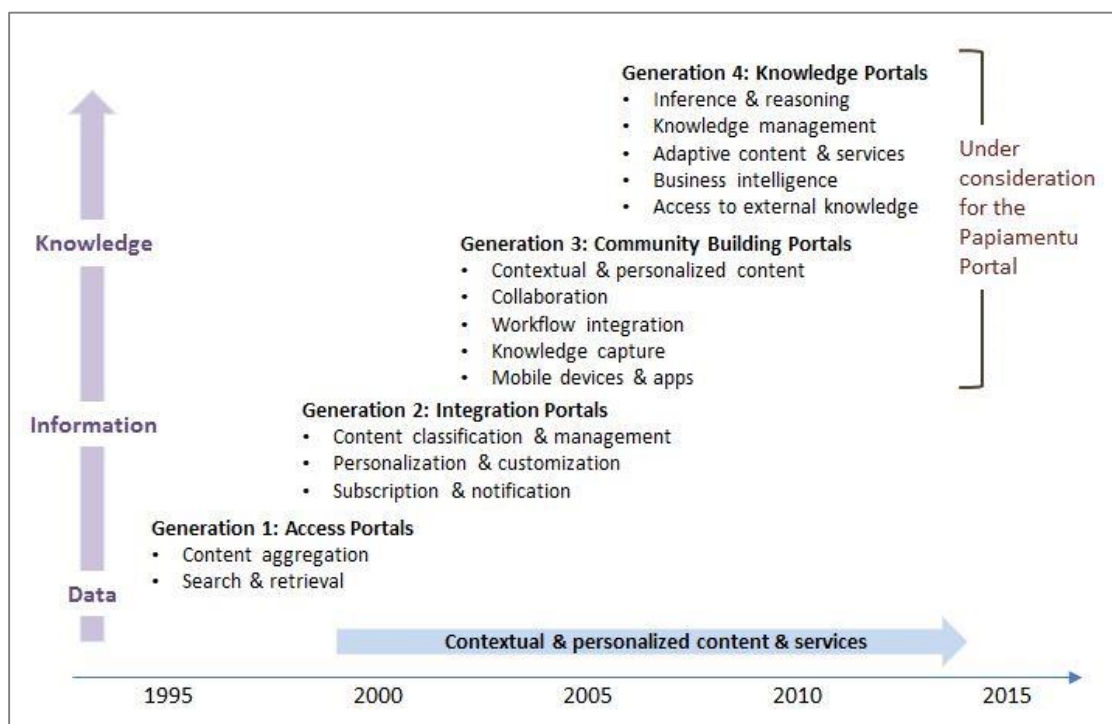 Generation 4: Knowledge Portals
• Inference & reasoning
• Knowledge management
• Adaptive content & services
• Business intelligence
• Access to external knowledge
Under
consideration
for the
Papiamentu
Portal
Knowledge
Generation 3: Community Building Portals
• Contextual & personalized content
• Collaboration
• Workflow integration
• Knowledge capture
• Mobile devices & apps
Information
Generation 2: Integration Portals
• Content classification & management
• Personalization & customization
• Subscription & notification
Generation 1: Access Portals
• Content aggregation
• Search & retrieval
Data
Contextual & personalized content & services
1995 2000 2005 2010 2015